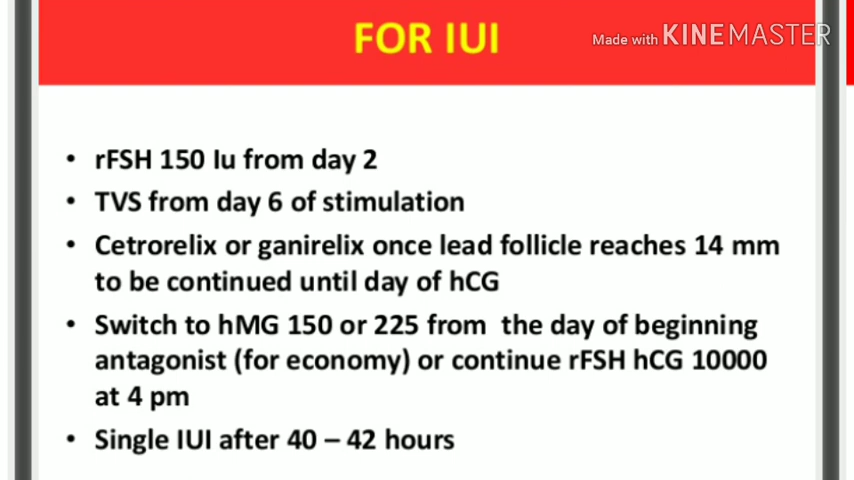 FOR IUI
Made with KINEMASTER
• rFSH 150 Iu from day 2
• TVS from day 6 of stimulation
• Cetrorelix or ganirelix once lead follicle reaches 14 mm
to be continued until day of hCG
• Switch to hMG 150 or 225 from the day of beginning
antagonist (for economy) or continue rFSH hCG 10000
at 4 pm
• Single IUI after 40 – 42 hours